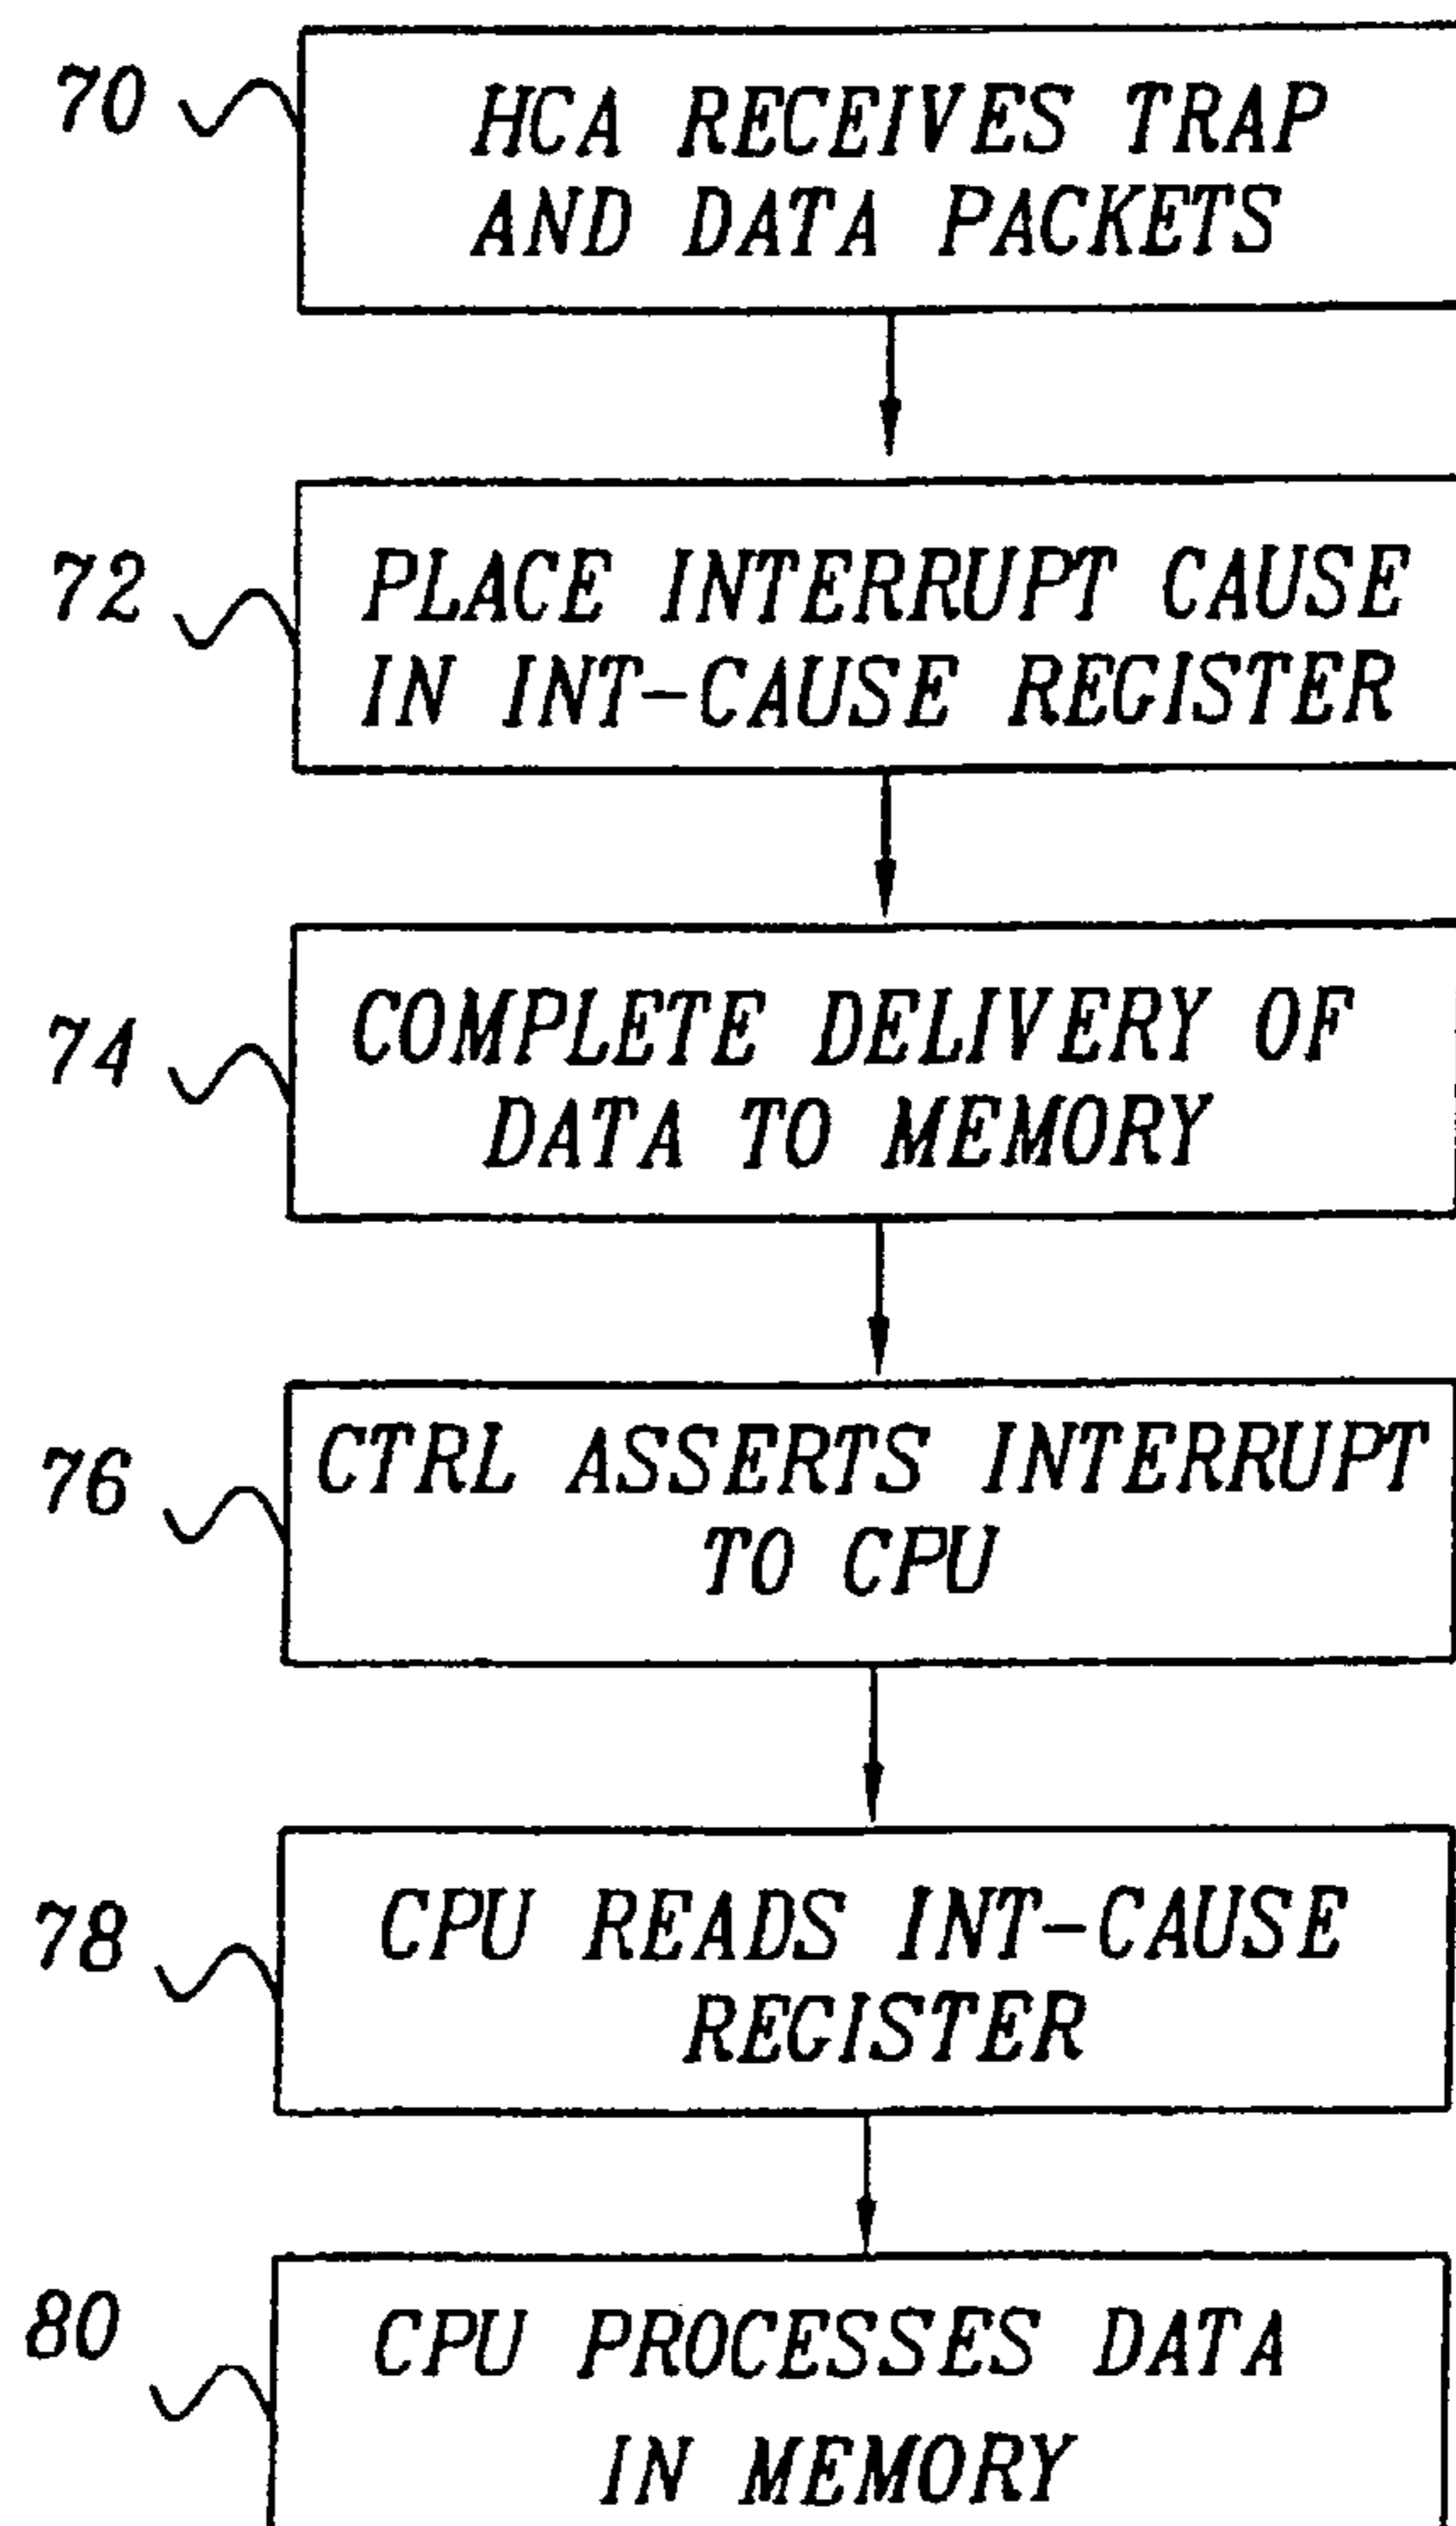 70
HCA RECEIVES TRAP
AND DATA PACKETS
72
PLACE INTERRUPT CAUSE
IN INT-CAUSE REGISTER
74
COMPLETE DELIVERY OF
DATA TO MEMORY
76
CTRL ASSERTS INTERRUPT
TO CPU
78
CPU READS INT-CAUSE
REGISTER
80
CPU PROCESSES DATA
IN MEMORY